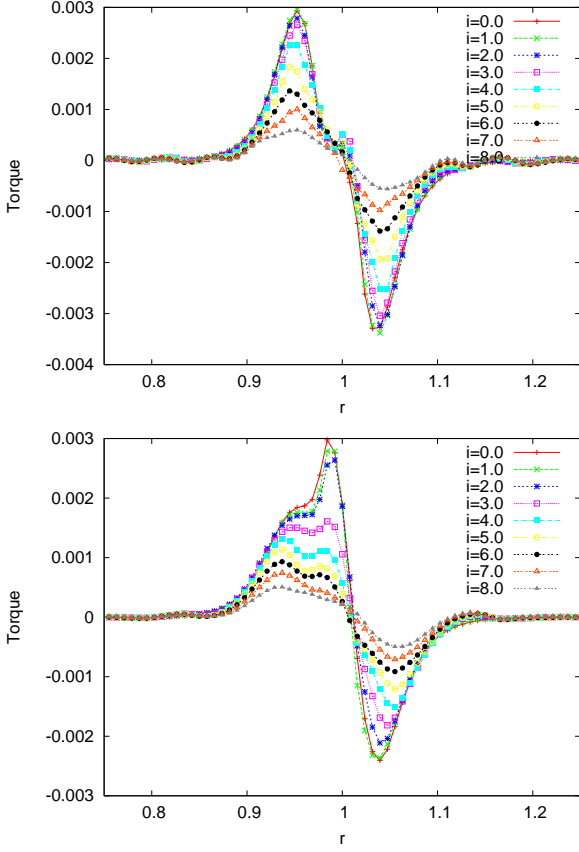 0.003
0.002
0.001
0
-0.001
-0.002
-0.003
-0.004
Torque
0.8
0.9
1
1.1
1.2
r
i=0.0
i=1.0
i=2.0
i=3.0
i=4.0
i=5.0
i=6.0
i=7.0
i=8.0
0.003
0.002
0.001
0
-0.001
-0.002
-0.003
Torque
0.8
0.9
1
1.1
1.2
r
i=0.0
i=1.0
i=2.0
i=3.0
i=4.0
i=5.0
i=6.0
i=7.0
i=8.0